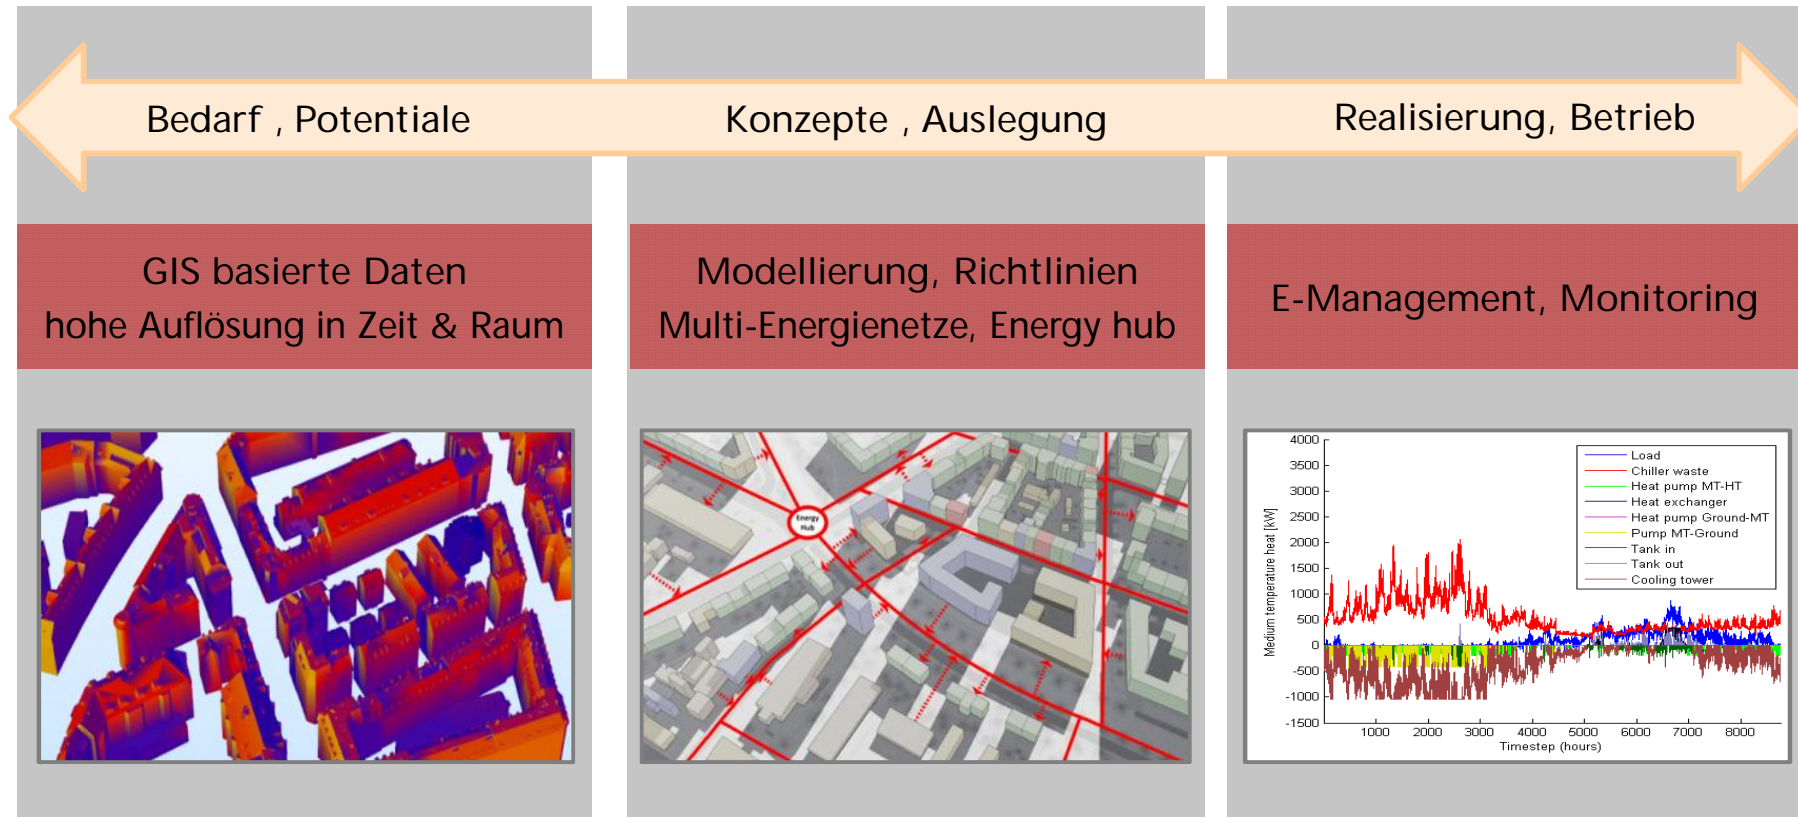 Bedarf , Potentiale
Konzepte , Auslegung
Realisierung, Betrieb
GIS basierte Daten
hohe Auflösung in Zeit & Raum
Modellierung, Richtlinien
Multi-Energienetze, Energy hub
E-Management, Monitoring
Energy
Hub
4000
3500
3000
2500
2000
1500
1000
500
0
-500
-1000
-1500
Medium temperature heat [kW]
Load
Chiller waste
Heat pump MT-HT
Heat exchanger
Heat pump Ground-MT
Pump MT-Ground
Tank in
Tank out
Cooling tower
1000 2000 3000 4000 5000 6000 7000 8000
Timestep (hours)